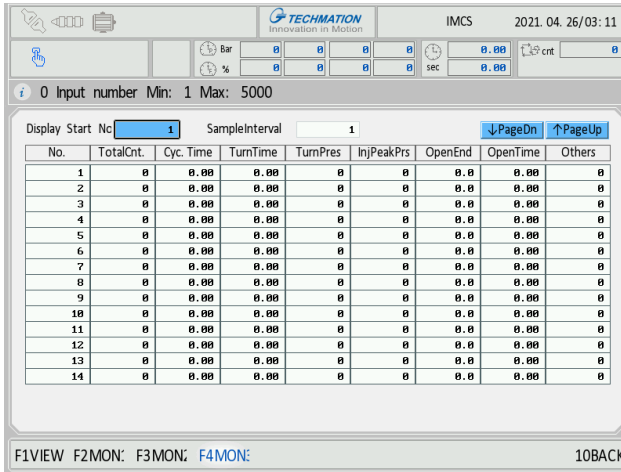 TECHMATION
Innovation in Motion
IMCS
2021. 04. 26/03: 11
Bar 0 0 0 0.00 cnt 0
% 0 0 0 sec 0.00
i 0 Input number Min: 1 Max: 5000
Display Start No 1 SampleInterval 1 ↓PageDn ↑PageUp
No. TotalCnt. Cyc. Time TurnTime TurnPres InjPeakPrs OpenEnd OpenTime Others
1 0 0.00 0.00 0 0 0.0 0.00 0
2 0 0.00 0.00 0 0 0.0 0.00 0
3 0 0.00 0.00 0 0 0.0 0.00 0
4 0 0.00 0.00 0 0 0.0 0.00 0
5 0 0.00 0.00 0 0 0.0 0.00 0
6 0 0.00 0.00 0 0 0.0 0.00 0
7 0 0.00 0.00 0 0 0.0 0.00 0
8 0 0.00 0.00 0 0 0.0 0.00 0
9 0 0.00 0.00 0 0 0.0 0.00 0
10 0 0.00 0.00 0 0 0.0 0.00 0
11 0 0.00 0.00 0 0 0.0 0.00 0
12 0 0.00 0.00 0 0 0.0 0.00 0
13 0 0.00 0.00 0 0 0.0 0.00 0
14 0 0.00 0.00 0 0 0.0 0.00 0
F1VIEW F2MON F3MON F4MON 10BACK